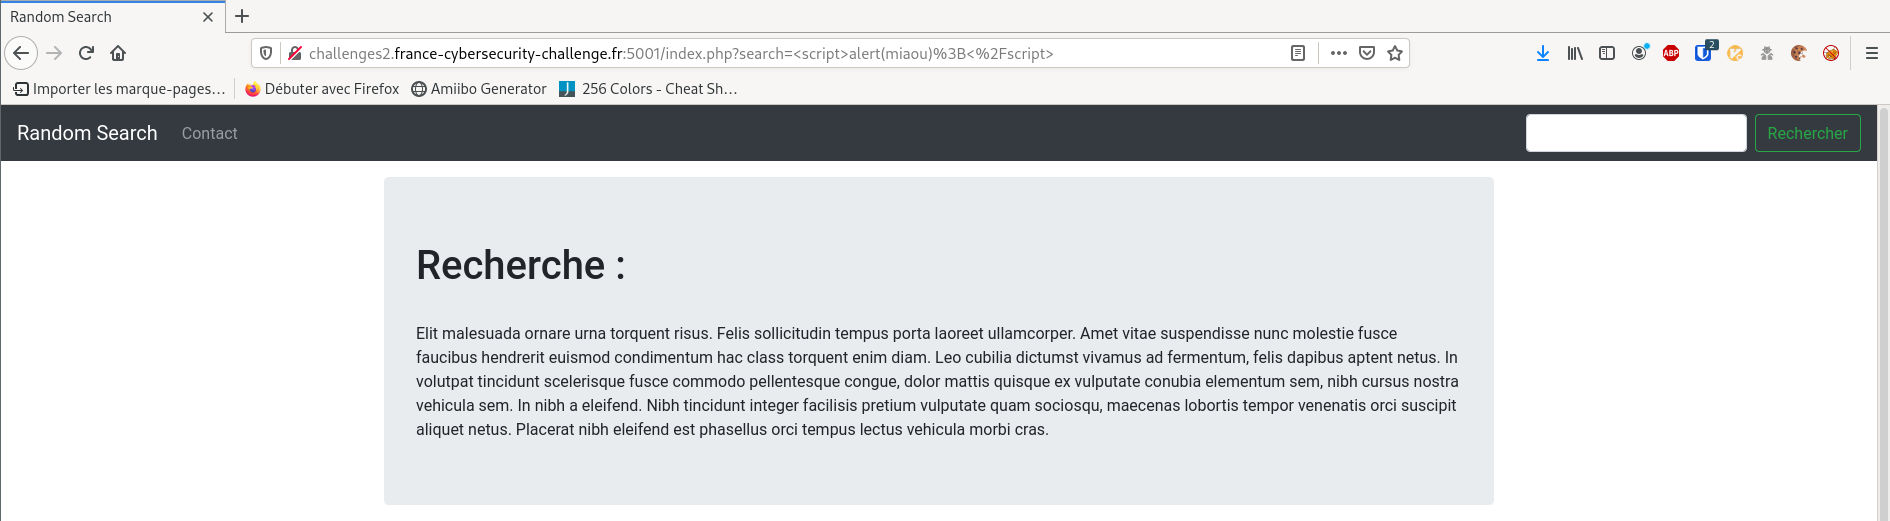 Random Search
challenges2.france-cybersecurity-challenge.fr:5001/index.php?search=<script>alert(miaou)%3B<%2Fscript>
ABP
2
Importer les marque-pages...
Débuter avec Firefox
Amiibo Generator
256 Colors - Cheat Sh...
Random Search
Contact
Rechercher
Recherche :
Elit malesuada ornare urna torquent risus. Felis sollicitudin tempus porta laoreet ullamcorper. Amet vitae suspendisse nunc molestie fusce
faucibus hendrerit euismod condimentum hac class torquent enim diam. Leo cubilia dictumst vivamus ad fermentum, felis dapibus aptent netus. In
volutpat tincidunt scelerisque fusce commodo pellentesque congue, dolor mattis quisque ex vulputate conubia elementum sem, nibh cursus nostra
vehicula sem. In nibh a eleifend. Nibh tincidunt integer facilisis pretium vulputate quam sociosqu, maecenas lobortis tempor venenatis orci suscipit
aliquet netus. Placerat nibh eleifend est phasellus orci tempus lectus vehicula morbi cras.